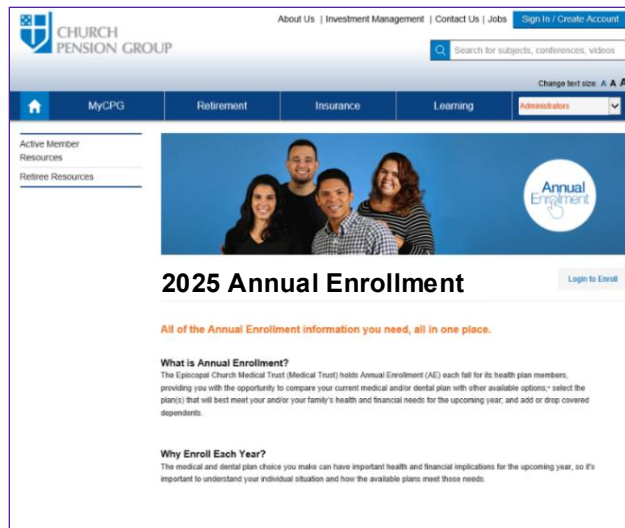 CHURCH
PENSION GROUP
About Us | Investment Management | Contact Us | Jobs
Sign In / Create Account
Search for subjects, conferences, videos
Change text size: A A A
MyCPG
Retirement
Insurance
Learning
Administrators
Active Member
Resources
Retiree Resources
Annual
Enrollment
2025 Annual Enrollment
Login to Enroll
All of the Annual Enrollment information you need, all in one place.
What is Annual Enrollment?
The Episcopal Church Medical Trust (Medical Trust) holds Annual Enrollment (AE) each fall for its health plan members,
providing you with the opportunity to compare your current medical and/or dental plan with other available options;* select the
plan(s) that will best meet your and/or your family's health and financial needs for the upcoming year; and add or drop covered
dependents.
Why Enroll Each Year?
The medical and dental plan choice you make can have important health and financial implications for the upcoming year, so it's
important to understand your individual situation and how the available plans meet those needs.